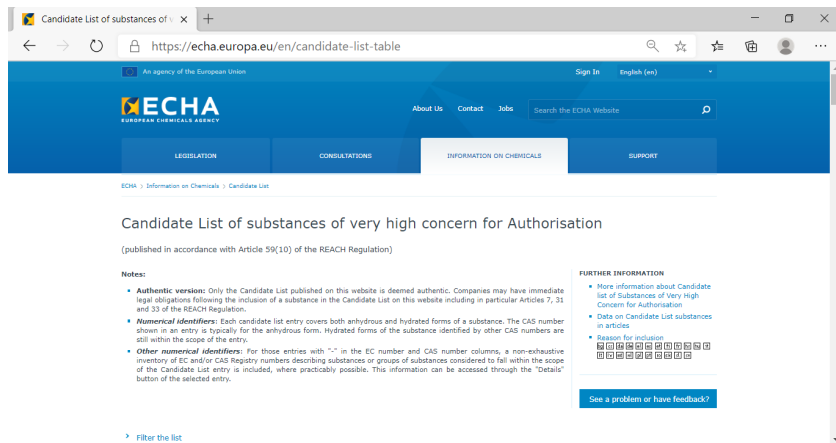 Candidate List of substances of v
https://echa.europa.eu/en/candidate-list-table
An agency of the European Union
Sign In
English (en)
ECHA
EUROPEAN CHEMICALS AGENCY
About Us
Contact
Jobs
Search the ECHA Website
LEGISLATION
CONSULTATIONS
INFORMATION ON CHEMICALS
SUPPORT
ECHA > Information on Chemicals > Candidate List
Candidate List of substances of very high concern for Authorisation
(published in accordance with Article 59(10) of the REACH Regulation)
Notes:
Authentic version: Only the Candidate List published on this website is deemed authentic. Companies may have immediate
legal obligations following the inclusion of a substance in the Candidate List on this website including in particular Articles 7, 31
and 33 of the REACH Regulation.
Numerical identifiers: Each candidate list entry covers both anhydrous and hydrated forms of a substance. The CAS number
shown in an entry is typically for the anhydrous form. Hydrated forms of the substance identified by other CAS numbers are
still within the scope of the entry.
Other numerical identifiers: For those entries with "-" in the EC number and CAS number columns, a non-exhaustive
inventory of EC and/or CAS Registry numbers describing substances or groups of substances considered to fall within the scope
of the Candidate List entry is included, where practicably possible. This information can be accessed through the "Details"
button of the selected entry.
FURTHER INFORMATION
More information about Candidate
list of Substances of Very High
Concern for Authorisation
Data on Candidate List substances
in articles
Reason for inclusion
See a problem or have feedback?
> Filter the list